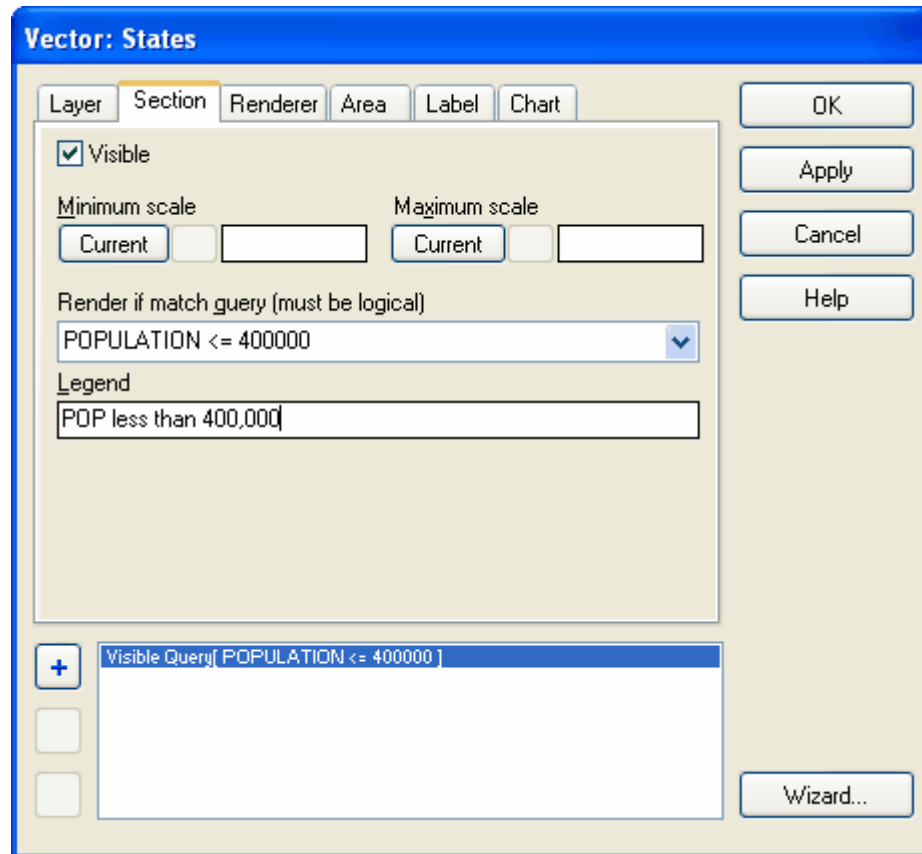 Vector: States
Layer Section Renderer Area Label Chart
OK
Visible
Apply
Minimum scale Maximum scale
Current Current
Cancel
Render if match query (must be logical)
Help
POPULATION <= 400000
Legend
POP less than 400,000
+
Visible Query[ POPULATION <= 400000 ]
Wizard...